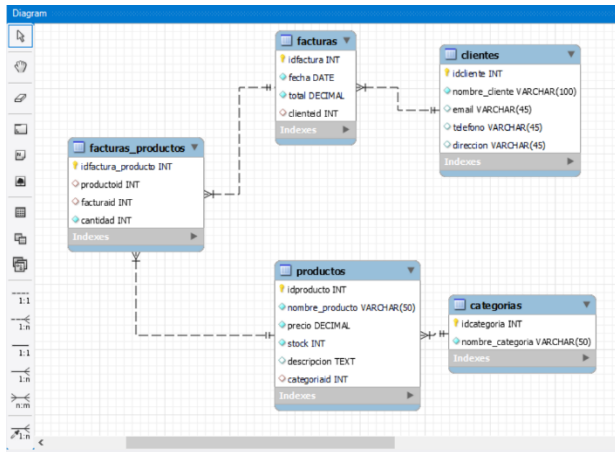 Diagram
facturas
idfactura INT
fecha DATE
total DECIMAL
clienteid INT
Indexes
clientes
idcliente INT
nombre_cliente VARCHAR(100)
email VARCHAR(45)
telefono VARCHAR(45)
direccion VARCHAR(45)
Indexes
facturas_productos
idfactura_producto INT
productoid INT
facturaid INT
cantidad INT
Indexes
productos
idproducto INT
nombre_producto VARCHAR(50)
precio DECIMAL
stock INT
descripcion TEXT
categoriaid INT
Indexes
categorias
idcategoria INT
nombre_categoria VARCHAR(50)
Indexes
1:1
1:n
1:1
1:n
n:m
1:n